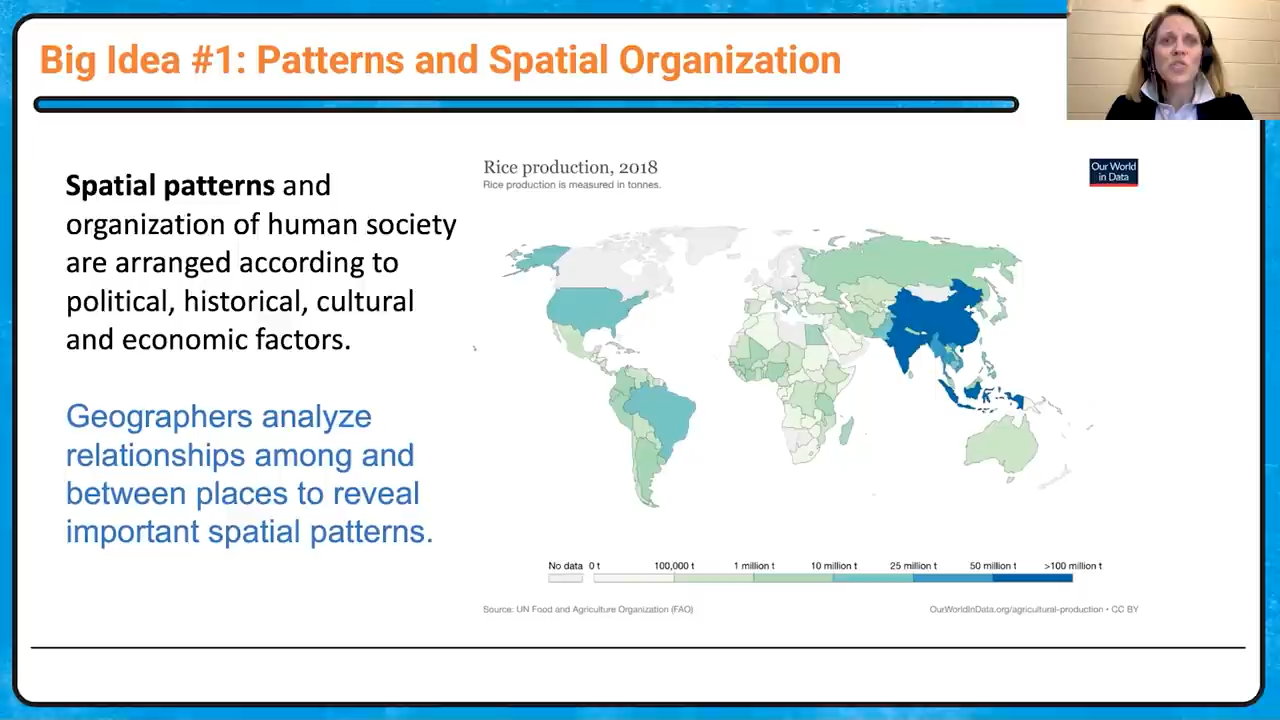 Big Idea #1: Patterns and Spatial Organization
Spatial patterns and
organization of human society
are arranged according to
political, historical, cultural
and economic factors.
Geographers analyze
relationships among and
between places to reveal
important spatial patterns.
Rice production, 2018
Rice production is measured in tonnes.
Our World
in Data
No data 0 t 100,000 t 1 million t 10 million t 25 million t 50 million t >100 million t
Source: UN Food and Agriculture Organization (FAO)
OurWorldInData.org/agricultural-production • CC BY